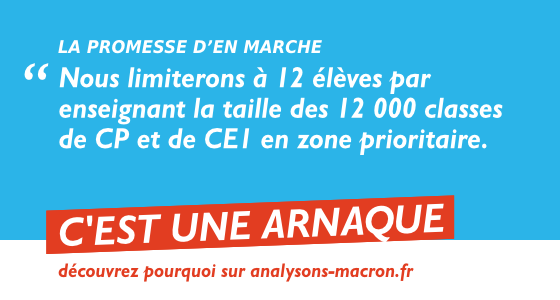 LA PROMESSE D’EN MARCHE
“ Nous limiterons à 12 élèves par
enseignant la taille des 12 000 classes
de CP et de CE1 en zone prioritaire.
C'EST UNE ARNAQUE
découvrez pourquoi sur analysons-macron.fr